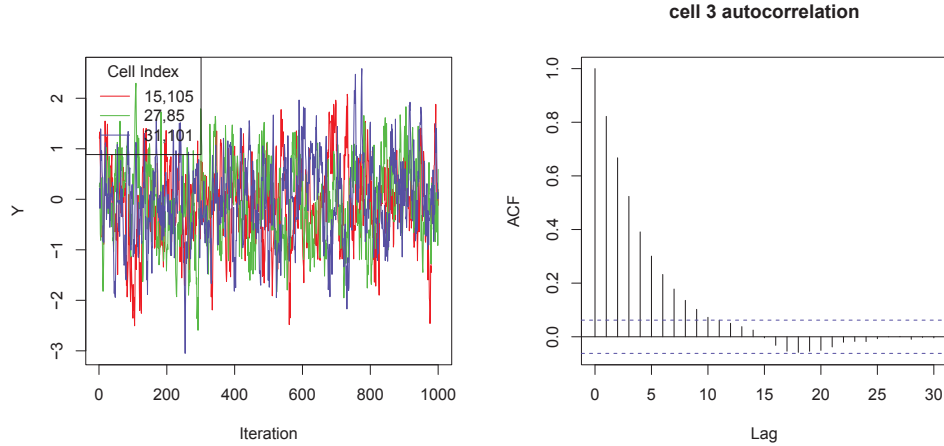 cell 3 autocorrelation
Cell Index
15,105
27,85
31,101
Y
2
1
0
−1
−2
−3
0 200 400 600 800 1000
Iteration
ACF
1.0
0.8
0.6
0.4
0.2
0.0
0 5 10 15 20 25 30
Lag